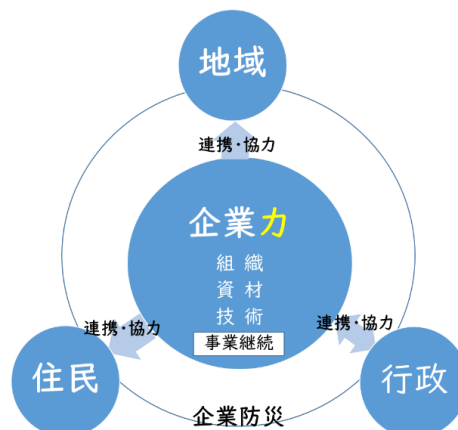 地域
連携・協力
企業力
組織
資材
技術
事業継続
連携・協力
連携・協力
住民
行政
企業防災